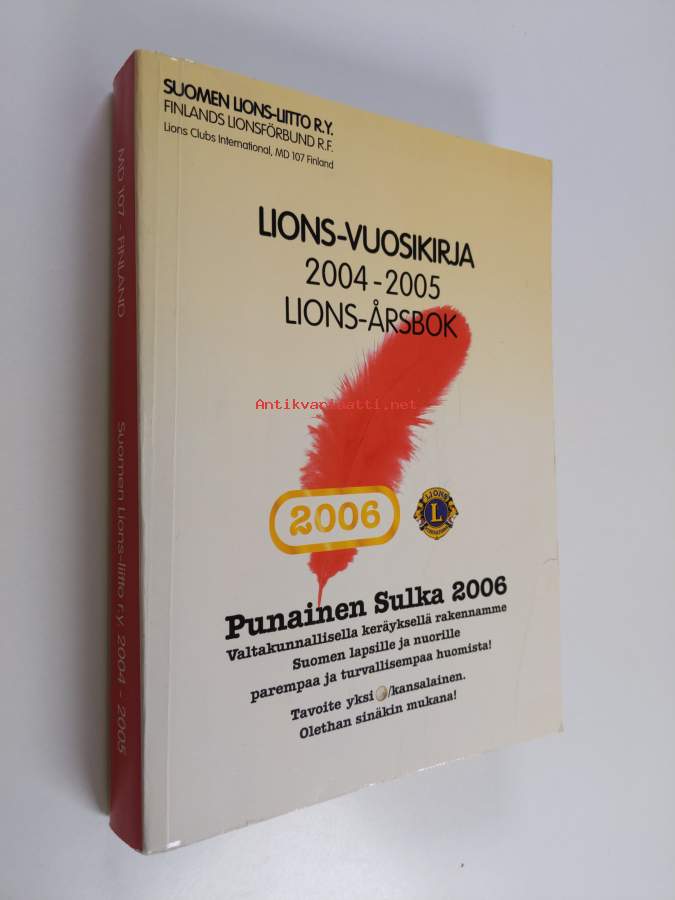 SUOMEN LIONS-LIITTO R.Y.
FINLANDS LIONSFÖRBUND R.F.
Lions Clubs International, MD 107 Finland
LIONS-VUOSIKIRJA
2004-2005
LIONS-ÅRSBOK
Antikvariaatti.net
2006
LIONS
L
INTERNATIONAL
Punainen Sulka 2006
Valtakunnallisella keräyksellä rakennamme
Suomen lapsille ja nuorille
parempaa ja turvallisempaa huomista!
Tavoite yksi /kansalainen.
Olethan sinäkin mukana!
MD 107 - FINLAND
Suomen Lions-liitto r.y. 2004 - 2005